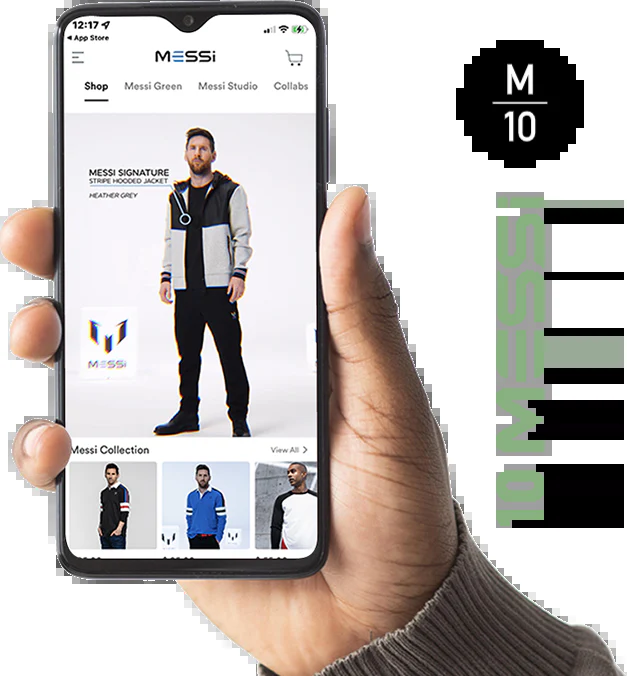 12:17
App Store
MESSi
Shop Messi Green Messi Studio Collabs
MESSI SIGNATURE
STRIPE HOODED JACKET
HEATHER GREY
MESSi
Messi Collection View All
M
10
10 MESSi